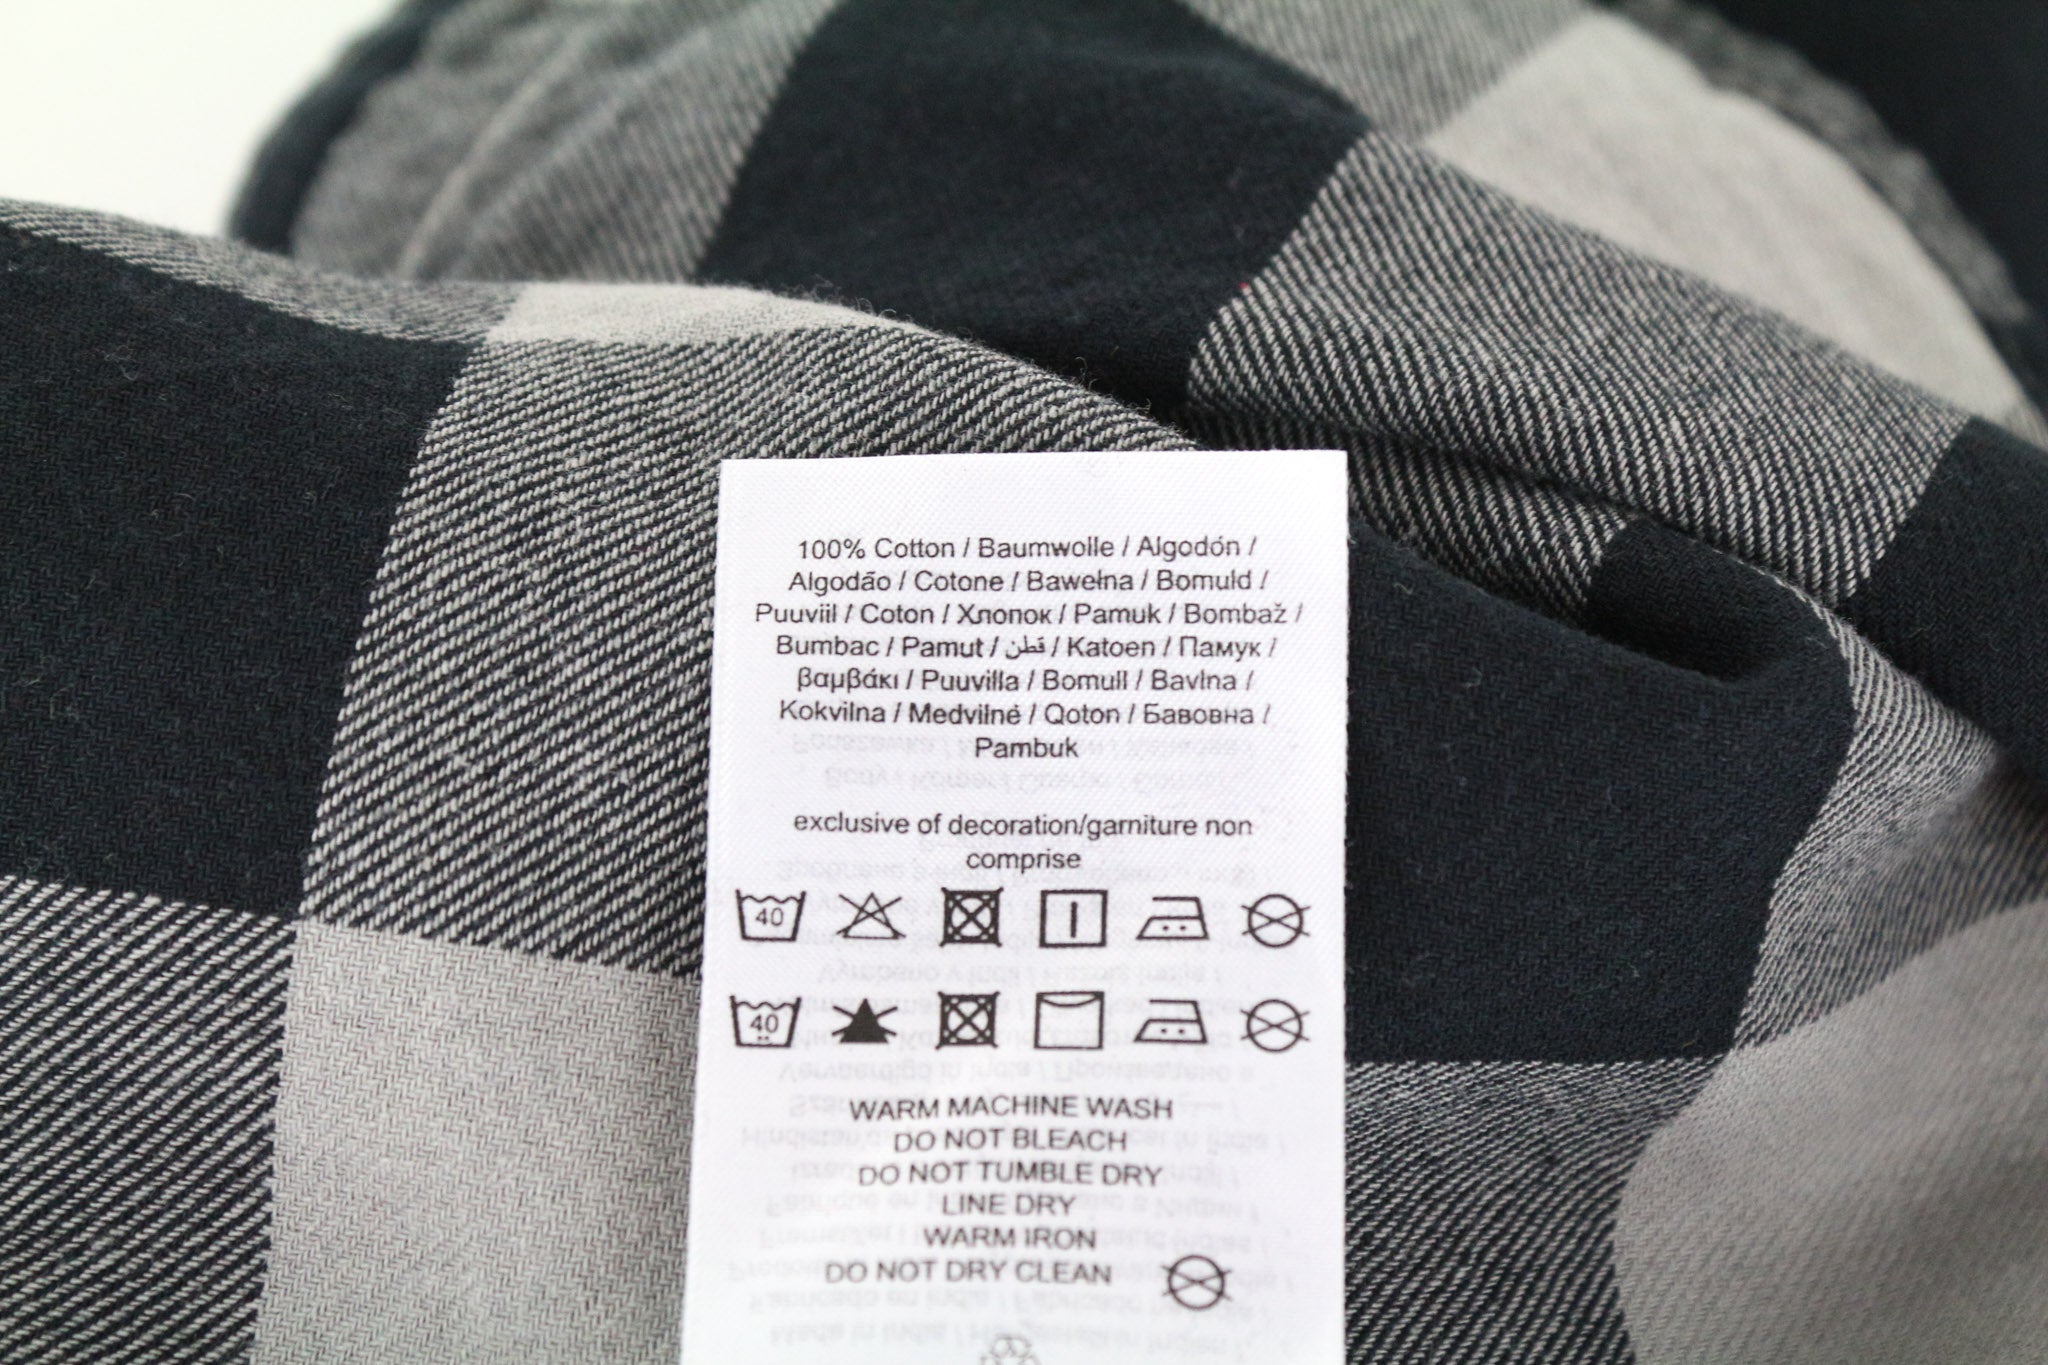 100% Cotton / Baumwolle / Algodón /
Algodão / Cotone / Bawełna / Bomuld /
Puuviil / Coton / Хлопок / Pamuk / Bombaž /
Bumbac / Pamut / قطن / Katoen / Памук /
βαμβάκι / Puuvilla / Bomull / Bavlna /
Kokvilna / Medvilné / Qoton / Бавовна /
Pambuk
exclusive of decoration/garniture non
comprise
40
40
WARM MACHINE WASH
DO NOT BLEACH
DO NOT TUMBLE DRY
LINE DRY
WARM IRON
DO NOT DRY CLEAN